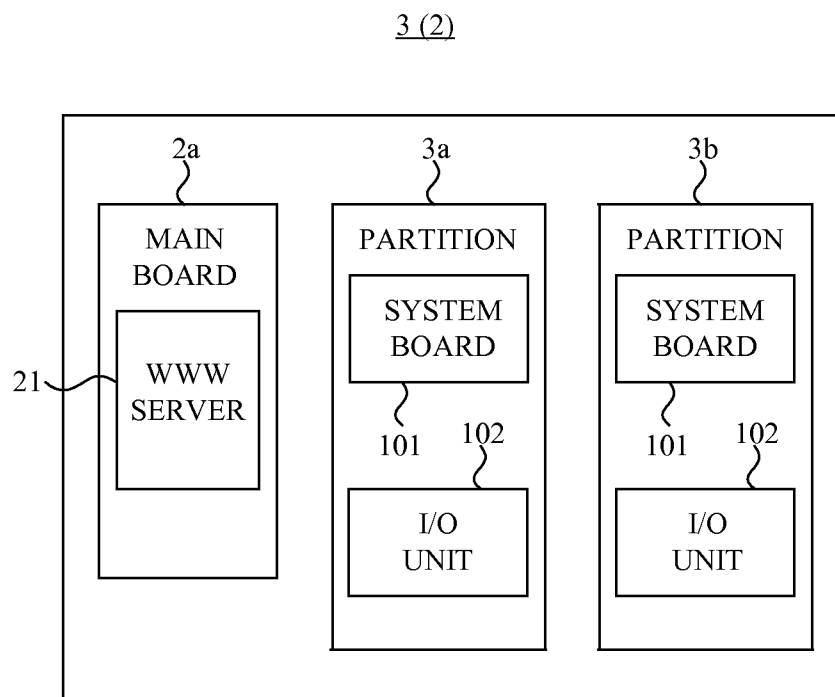 3 (2)
2a
3a
3b
MAIN
BOARD
PARTITION
PARTITION
SYSTEM
BOARD
SYSTEM
BOARD
21
WWW
SERVER
101
102
101
102
I/O
UNIT
I/O
UNIT